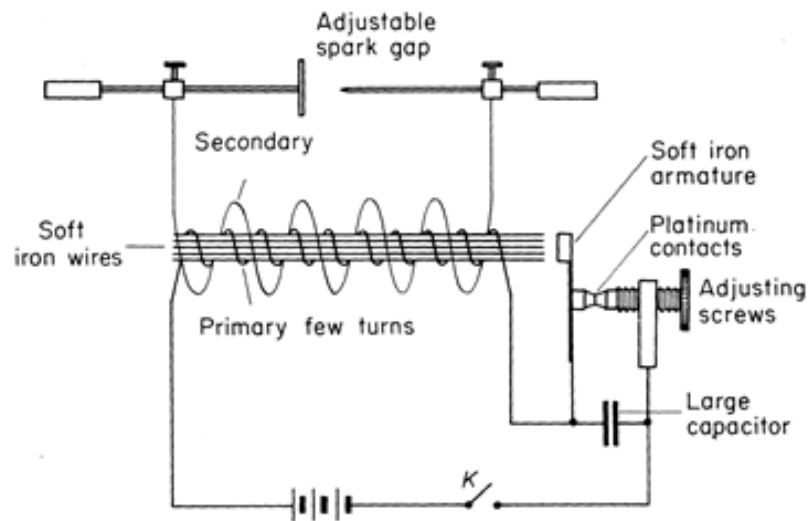 Adjustable
spark gap
Secondary
Soft iron
armature
Platinum
contacts
Soft
iron wires
Adjusting
screws
Primary few turns
Large
capacitor
K